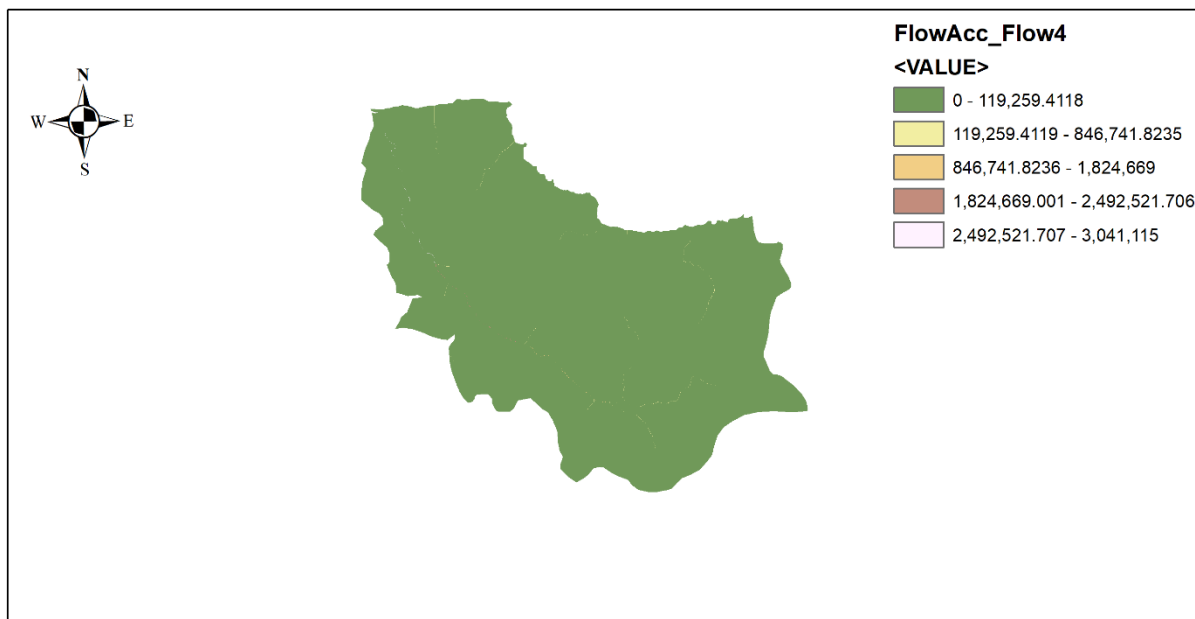 FlowAcc_Flow4
<VALUE>
0 - 119,259.4118
119,259.4119 - 846,741.8235
846,741.8236 - 1,824,669
1,824,669.001 - 2,492,521.706
2,492,521.707 - 3,041,115
N
W E
S